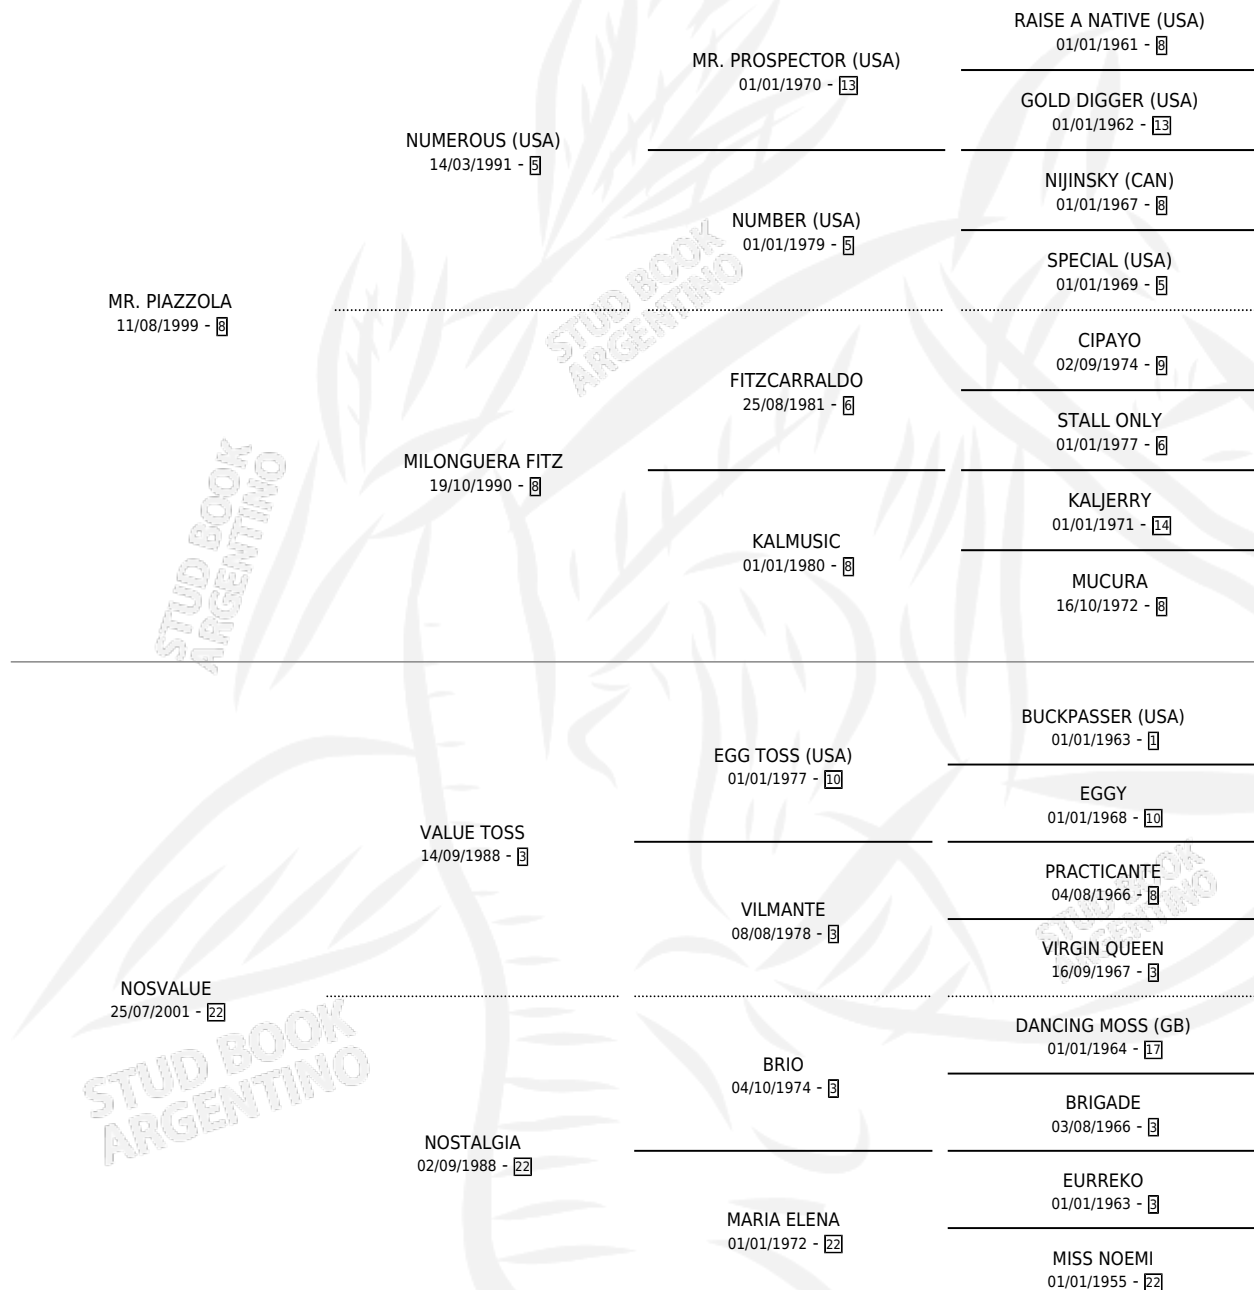 MR. PIAZZOLA
11/08/1999 - 8
NUMEROUS (USA)
14/03/1991 - 5
MILONGUERA FITZ
19/10/1990 - 8
MR. PROSPECTOR (USA)
01/01/1970 - 13
NUMBER (USA)
01/01/1979 - 5
FITZCARRALDO
25/08/1981 - 6
KALMUSIC
01/01/1980 - 8
RAISE A NATIVE (USA)
01/01/1961 - 8
GOLD DIGGER (USA)
01/01/1962 - 13
NIJINSKY (CAN)
01/01/1967 - 8
SPECIAL (USA)
01/01/1969 - 5
CIPAYO
02/09/1974 - 9
STALL ONLY
01/01/1977 - 6
KALJERRY
01/01/1971 - 14
MUCURA
16/10/1972 - 8
STUD BOOK
ARGENTINO
STUD BOOK
ARGENTINO
NOSVALUE
25/07/2001 - 22
VALUE TOSS
14/09/1988 - 3
NOSTALGIA
02/09/1988 - 22
EGG TOSS (USA)
01/01/1977 - 10
VILMANTE
08/08/1978 - 3
BRIO
04/10/1974 - 3
MARIA ELENA
01/01/1972 - 22
BUCKPASSER (USA)
01/01/1963 - 1
EGGY
01/01/1968 - 10
PRACTICANTE
04/08/1966 - 8
VIRGIN QUEEN
16/09/1967 - 3
DANCING MOSS (GB)
01/01/1964 - 17
BRIGADE
03/08/1966 - 3
EURREKO
01/01/1963 - 3
MISS NOEMI
01/01/1955 - 22
STUD BOOK
ARGENTINO
STUD BOOK
ARGENTINO